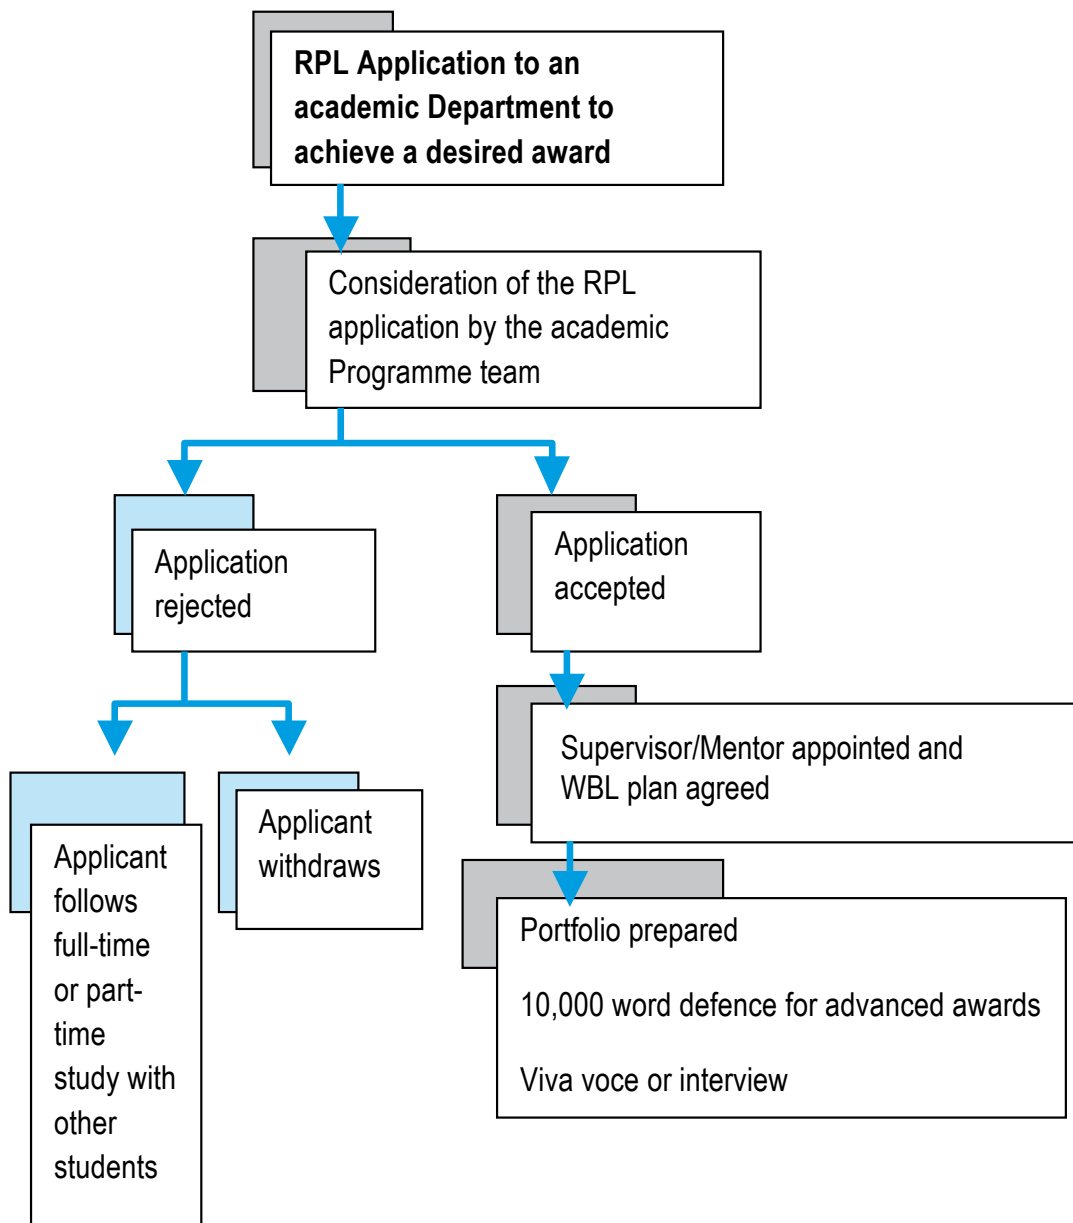 RPL Application to an
academic Department to
achieve a desired award
Consideration of the RPL
application by the academic
Programme team
Application
rejected
Application
accepted
Supervisor/Mentor appointed and
WBL plan agreed
Applicant
follows
full-time
or part-
time
study with
other
students
Applicant
withdraws
Portfolio prepared
10,000 word defence for advanced awards
Viva voce or interview